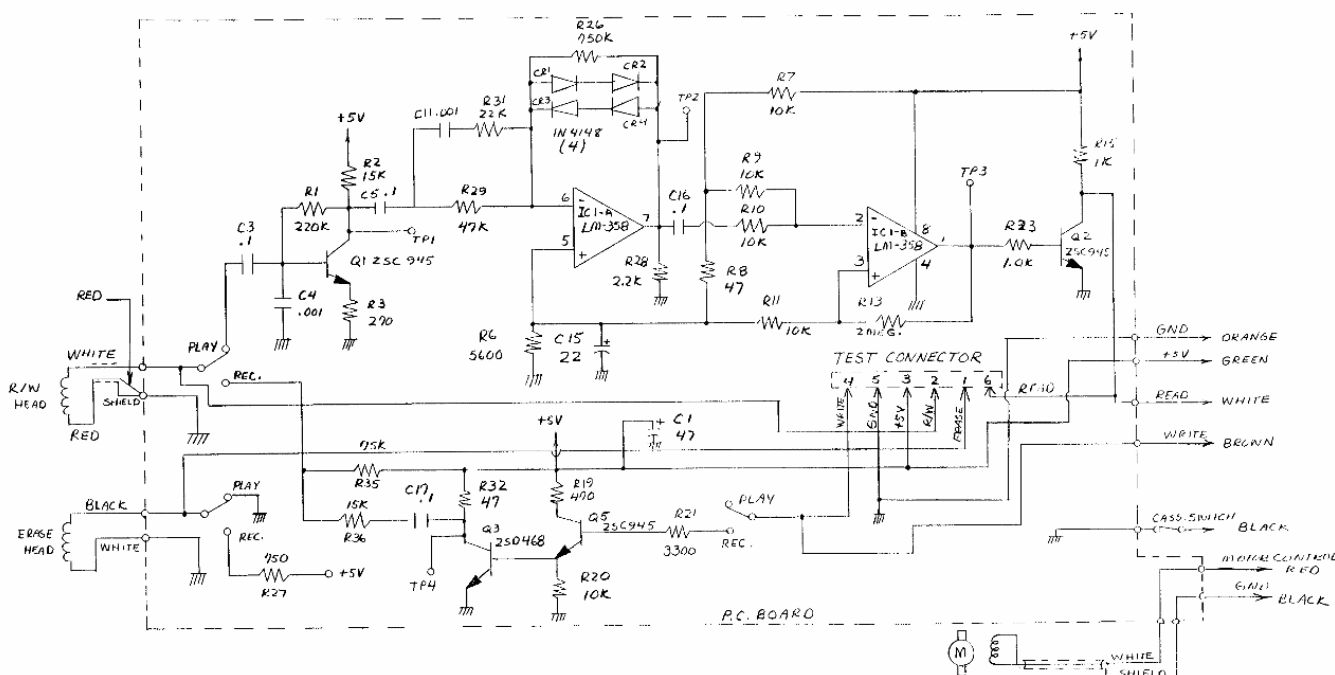 R26
750K
CR1
CR2
CR3
CR4
1N4148
(4)
C11.001
R31
22K
+5V
R2
15K
C5 .1
R1
220K
C3
.1
TP1
Q1 2SC 945
C4
.001
R3
270
R29
47K
6
-
IC1-A
LM-358
7
5
+
TP2
C16
.1
R28
2.2K
R6
5600
C15
22
+
R7
10K
R9
10K
R10
10K
R8
47
R11
10K
R13
2MEG.
2
-
IC1-B
LM-358
8
1
3
+
4
TP3
R23
1.0K
+5V
R15
1K
Q2
2SC945
RED
WHITE
R/W
HEAD
SHIELD
RED
PLAY
REC.
BLACK
ERASE
HEAD
WHITE
PLAY
REC.
750
R27
+5V
R35
15K
R36
C17
.1
R32
47
Q3
2SD468
TP4
+5V
R19
470
Q5
2SC945
R20
10K
R21
3300
PLAY
REC.
+ C1
47
TEST CONNECTOR
4 5 3 2 1 6
WRITE
GND
+5V
R/W
ERASE
READ
GND
ORANGE
+5V
GREEN
READ
WHITE
WRITE
BROWN
CASS. SWITCH
BLACK
MOTOR CONTROL
RED
GND
BLACK
P.C. BOARD
M
WHITE
SHIELD